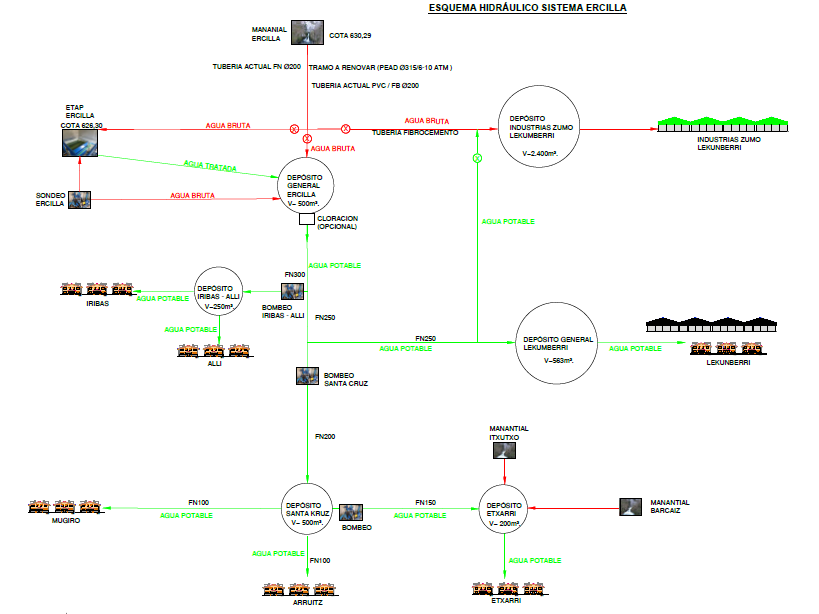 ESQUEMA HIDRÁULICO SISTEMA ERCILLA
MANANIAL
ERCILLA
COTA 630,29
TUBERIA ACTUAL FN Ø200
TRAMO A RENOVAR (PEAD Ø315/6-10 ATM )
TUBERIA ACTUAL PVC / FB Ø200
ETAP
ERCILLA
COTA 626,30
AGUA BRUTA
AGUA BRUTA
TUBERIA FIBROCEMENTO
AGUA BRUTA
DEPÓSITO
INDUSTRIAS ZUMO
LEKUMBERRI
V=2.400m³.
INDUSTRIAS ZUMO
LEKUNBERRI
AGUA TRATADA
DEPÓSITO
GENERAL
ERCILLA
V= 500m³.
SONDEO
ERCILLA
AGUA BRUTA
CLORACION
(OPCIONAL)
AGUA POTABLE
AGUA POTABLE
FN300
DEPÓSITO
IRIBAS - ALLI
V=250m³.
AGUA POTABLE
IRIBAS
BOMBEO
IRIBAS - ALLI
FN250
AGUA POTABLE
ALLI
FN250
AGUA POTABLE
DEPÓSITO GENERAL
LEKUMBERRI
V=563m³.
AGUA POTABLE
LEKUNBERRI
BOMBEO
SANTA CRUZ
FN200
MANANTIAL
ITXUTXO
FN100
AGUA POTABLE
MUGIRO
DEPÓSITO
SANTA KRUZ
V= 500m³.
BOMBEO
FN150
AGUA POTABLE
DEPÓSITO
ETXARRI
V= 200m³.
MANANTIAL
BARCAIZ
AGUA POTABLE
FN100
ARRUITZ
AGUA POTABLE
ETXARRI